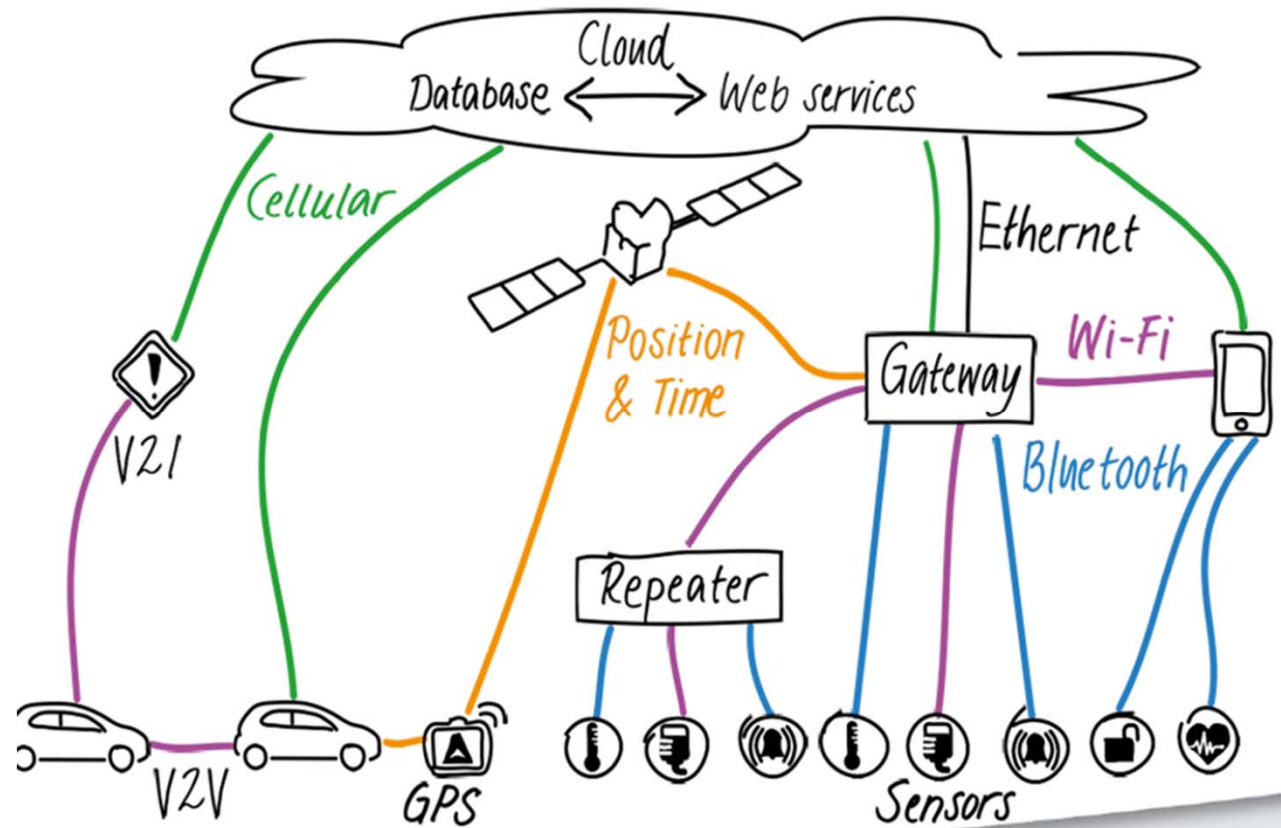 Cloud
Database Web services
Cellular
Ethernet
Position
& Time
Wi-Fi
Gateway
V2I
Bluetooth
Repeater
V2V
GPS
Sensors